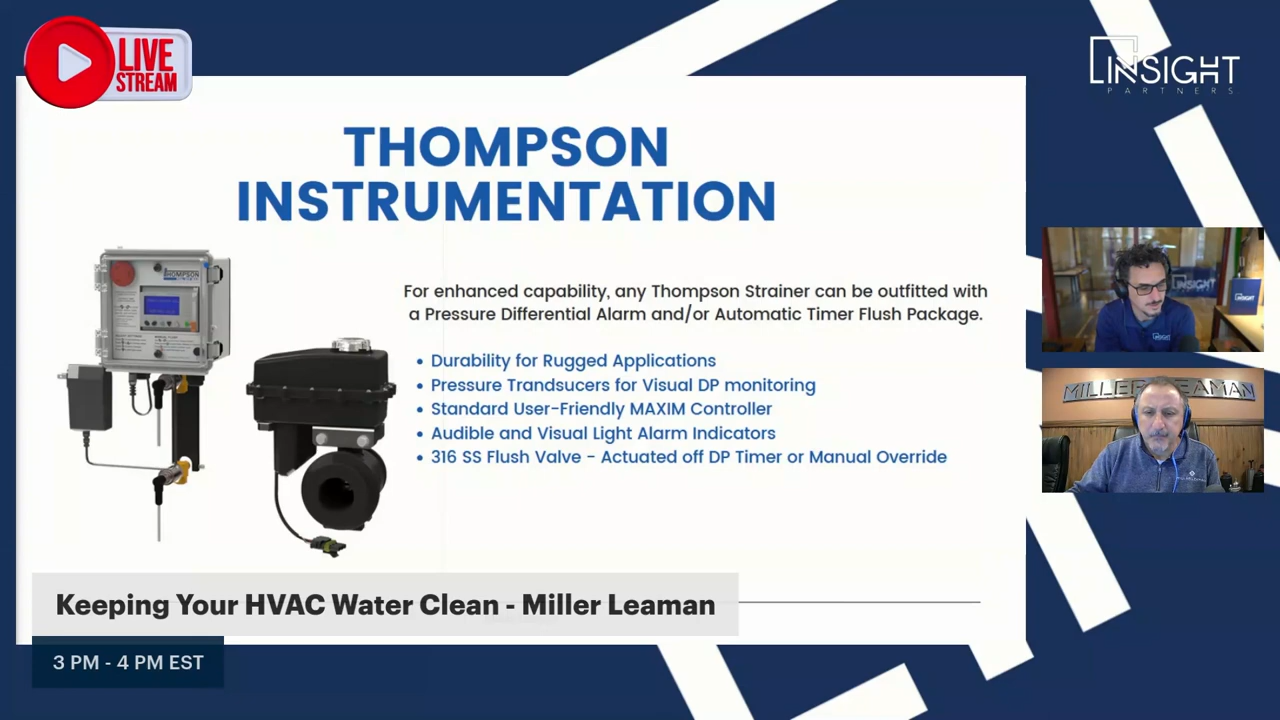 LIVE
STREAM
INSIGHT
PARTNERS
THOMPSON
INSTRUMENTATION
For enhanced capability, any Thompson Strainer can be outfitted with
a Pressure Differential Alarm and/or Automatic Timer Flush Package.
• Durability for Rugged Applications
• Pressure Trandsucers for Visual DP monitoring
• Standard User-Friendly MAXIM Controller
• Audible and Visual Light Alarm Indicators
• 316 SS Flush Valve - Actuated off DP Timer or Manual Override
THOMPSON
INSIGHT
MILLER LEAMAN
Keeping Your HVAC Water Clean - Miller Leaman
3 PM - 4 PM EST